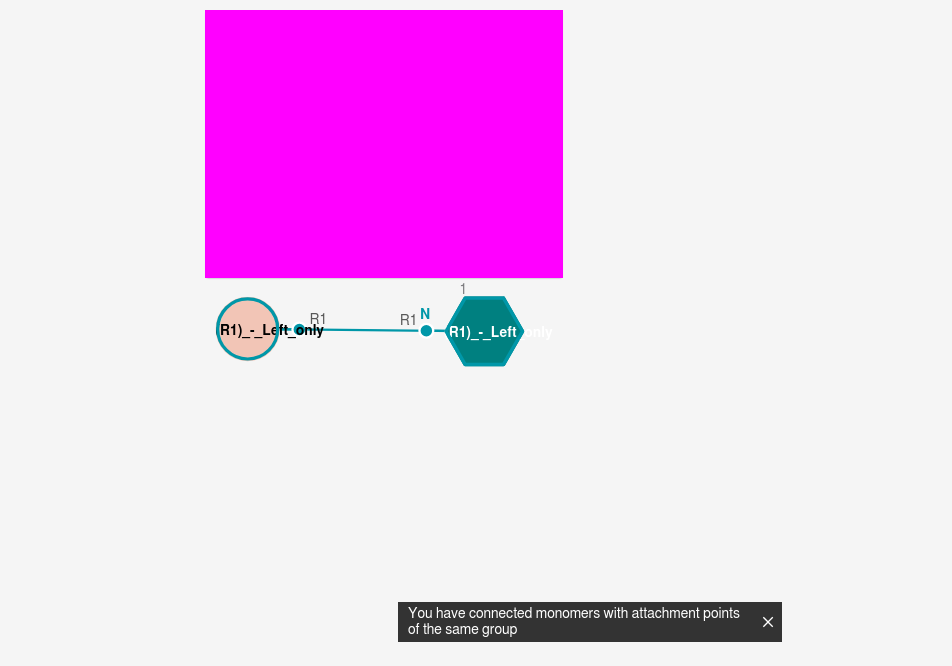 1
R1 R1 N
R1)_-_Left_only R1)_-_Left_only
You have connected monomers with attachment points
of the same group